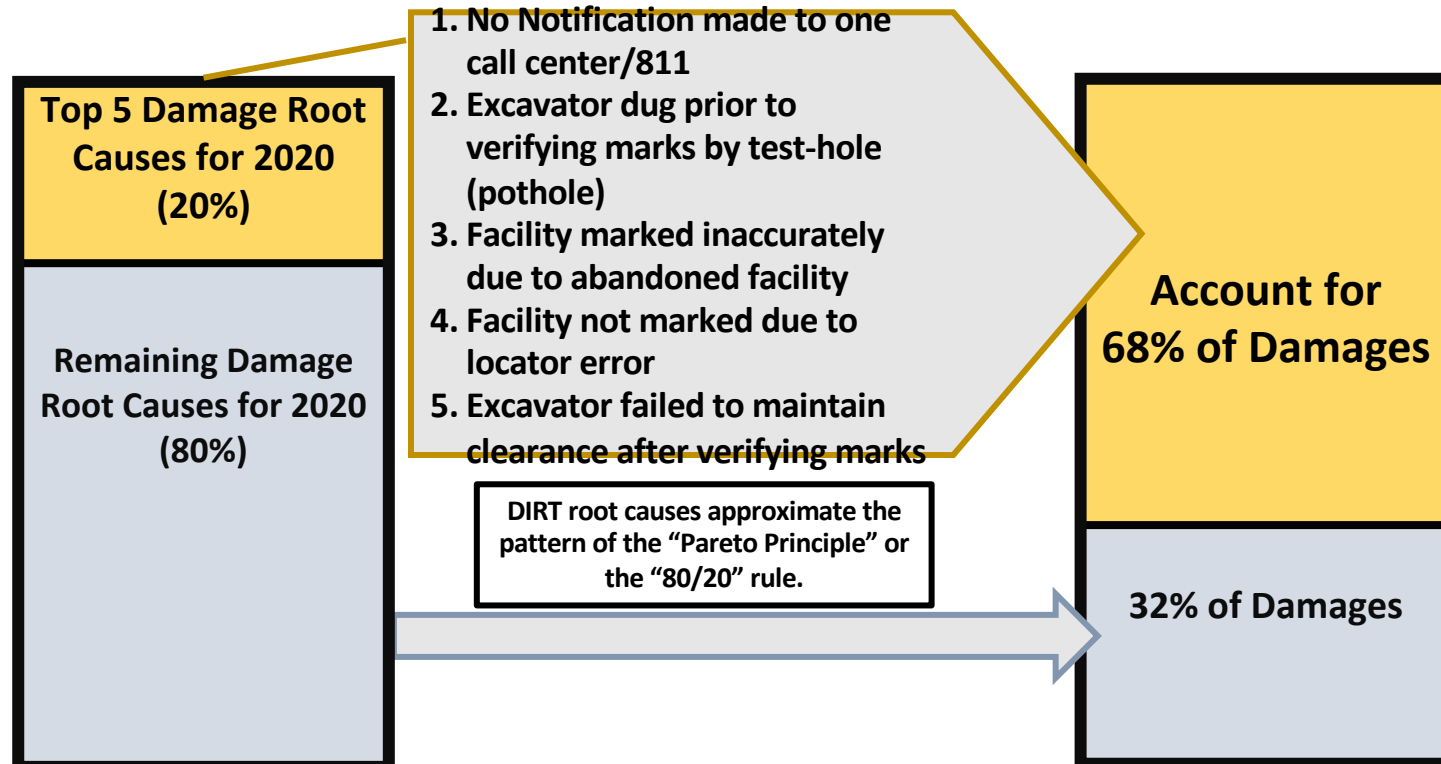 Top 5 Damage Root
Causes for 2020
(20%)
Remaining Damage
Root Causes for 2020
(80%)
1. No Notification made to one
call center/811
2. Excavator dug prior to
verifying marks by test-hole
(pothole)
3. Facility marked inaccurately
due to abandoned facility
4. Facility not marked due to
locator error
5. Excavator failed to maintain
clearance after verifying marks
DIRT root causes approximate the
pattern of the “Pareto Principle” or
the “80/20” rule.
Account for
68% of Damages
32% of Damages